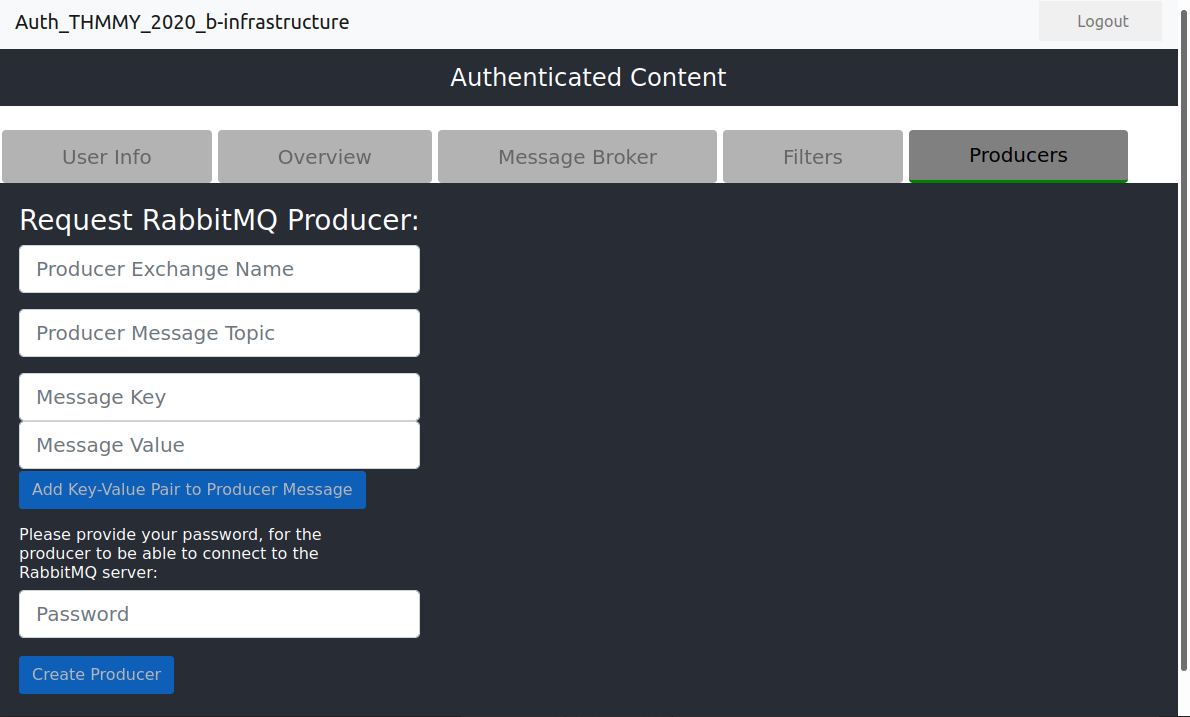 Auth_THMMY_2020_b-infrastructure
Logout
Authenticated Content
User Info
Overview
Message Broker
Filters
Producers
Request RabbitMQ Producer:
Producer Exchange Name
Producer Message Topic
Message Key
Message Value
Add Key-Value Pair to Producer Message
Please provide your password, for the
producer to be able to connect to the
RabbitMQ server:
Password
Create Producer